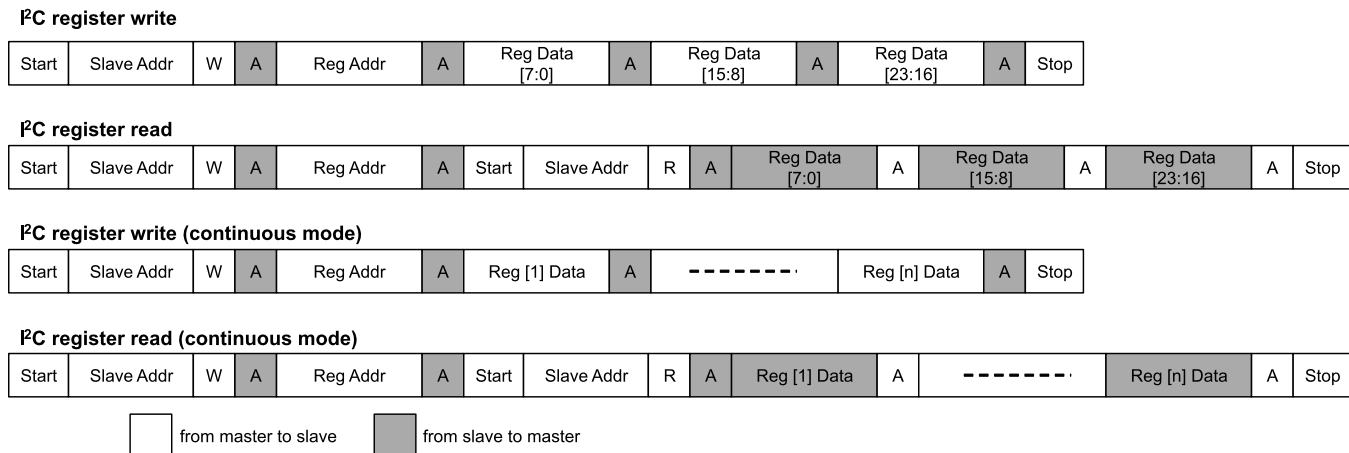 I²C register write
Start Slave Addr W A Reg Addr A Reg Data [7:0] A Reg Data [15:8] A Reg Data [23:16] A Stop
I²C register read
Start Slave Addr W A Reg Addr A Start Slave Addr R A Reg Data [7:0] A Reg Data [15:8] A Reg Data [23:16] A Stop
I²C register write (continuous mode)
Start Slave Addr W A Reg Addr A Reg [1] Data A Reg [n] Data A Stop
I²C register read (continuous mode)
Start Slave Addr W A Reg Addr A Start Slave Addr R A Reg [1] Data A Reg [n] Data A Stop
from master to slave from slave to master